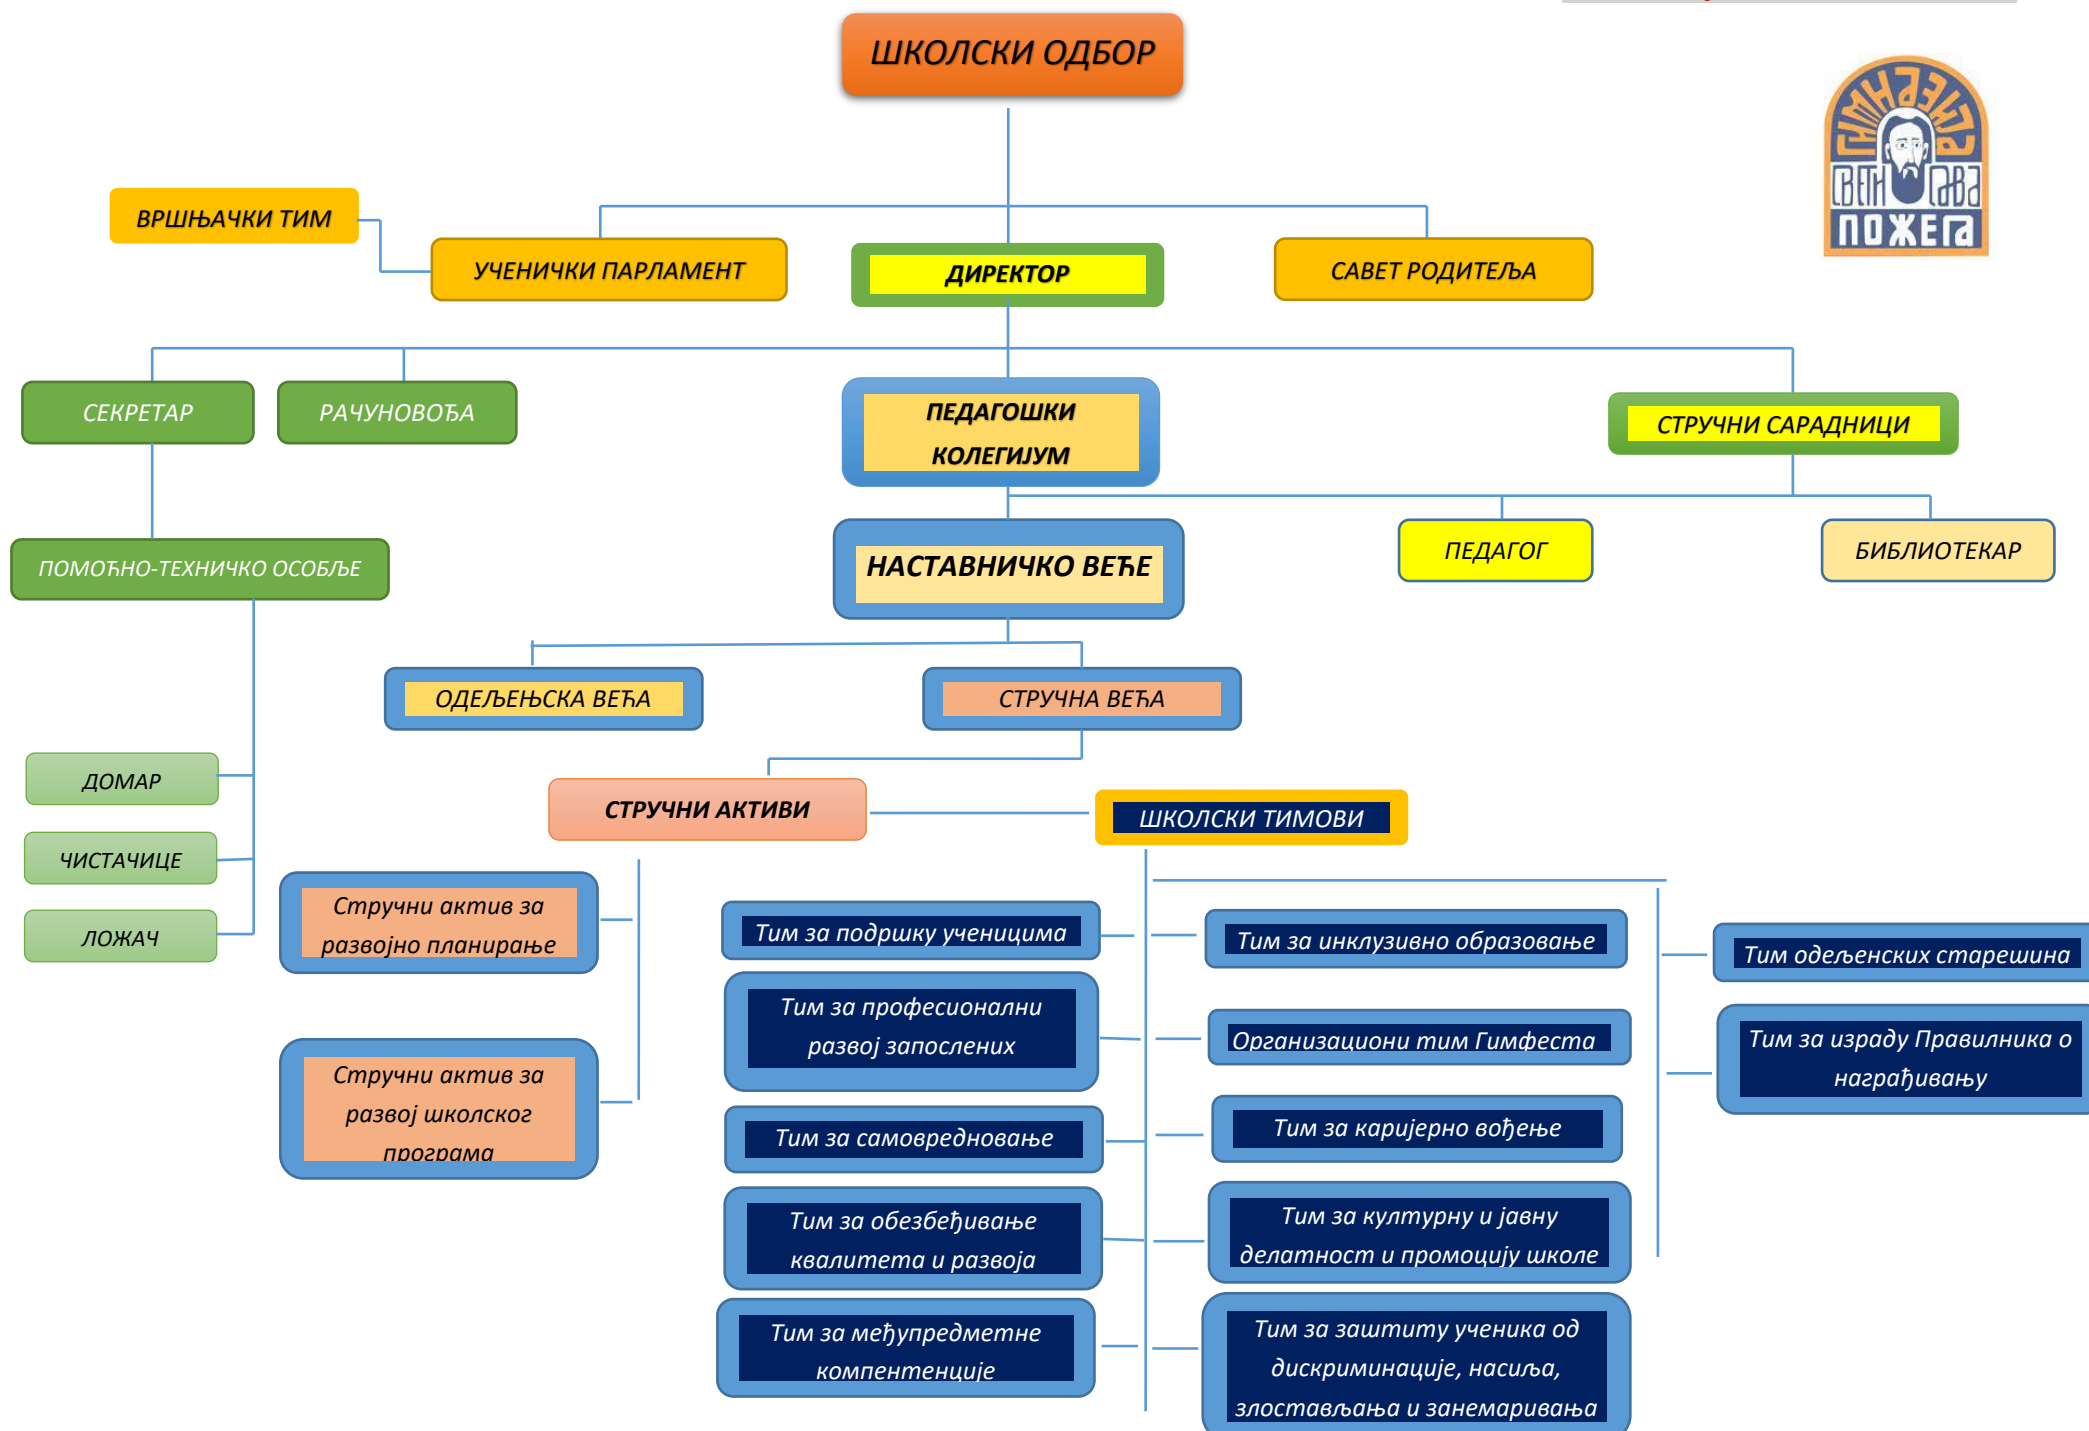 ШКОЛСКИ ОДБОР
ГИМНАЗИЈА
СВЕТИ САВА
ПОЖЕГА
ВРШЊАЧКИ ТИМ
УЧЕНИЧКИ ПАРЛАМЕНТ
ДИРЕКТОР
САВЕТ РОДИТЕЉА
СЕКРЕТАР
РАЧУНОВОЂА
ПЕДАГОШКИ
КОЛЕГИЈУМ
СТРУЧНИ САРАДНИЦИ
ПОМОЋНО-ТЕХНИЧКО ОСОБЉЕ
НАСТАВНИЧКО ВЕЋЕ
ПЕДАГОГ
БИБЛИОТЕКАР
ОДЕЉЕЊСКА ВЕЋА
СТРУЧНА ВЕЋА
ДОМАР
ЧИСТАЧИЦЕ
ЛОЖАЧ
СТРУЧНИ АКТИВИ
ШКОЛСКИ ТИМОВИ
Стручни актив за
развојно планирање
Стручни актив за
развој школског
програма
Тим за подршку ученицима
Тим за професионални
развој запослених
Тим за самовредновање
Тим за обезбеђивање
квалитета и развоја
Тим за међупредметне
компентенције
Тим за инклузивно образовање
Организациони тим Гимфеста
Тим за каријерно вођење
Тим за културну и јавну
делатност и промоцију школе
Тим за заштиту ученика од
дискриминације, насиља,
злостављања и занемаривања
Тим одељенских старешина
Тим за израду Правилника о
награђивању